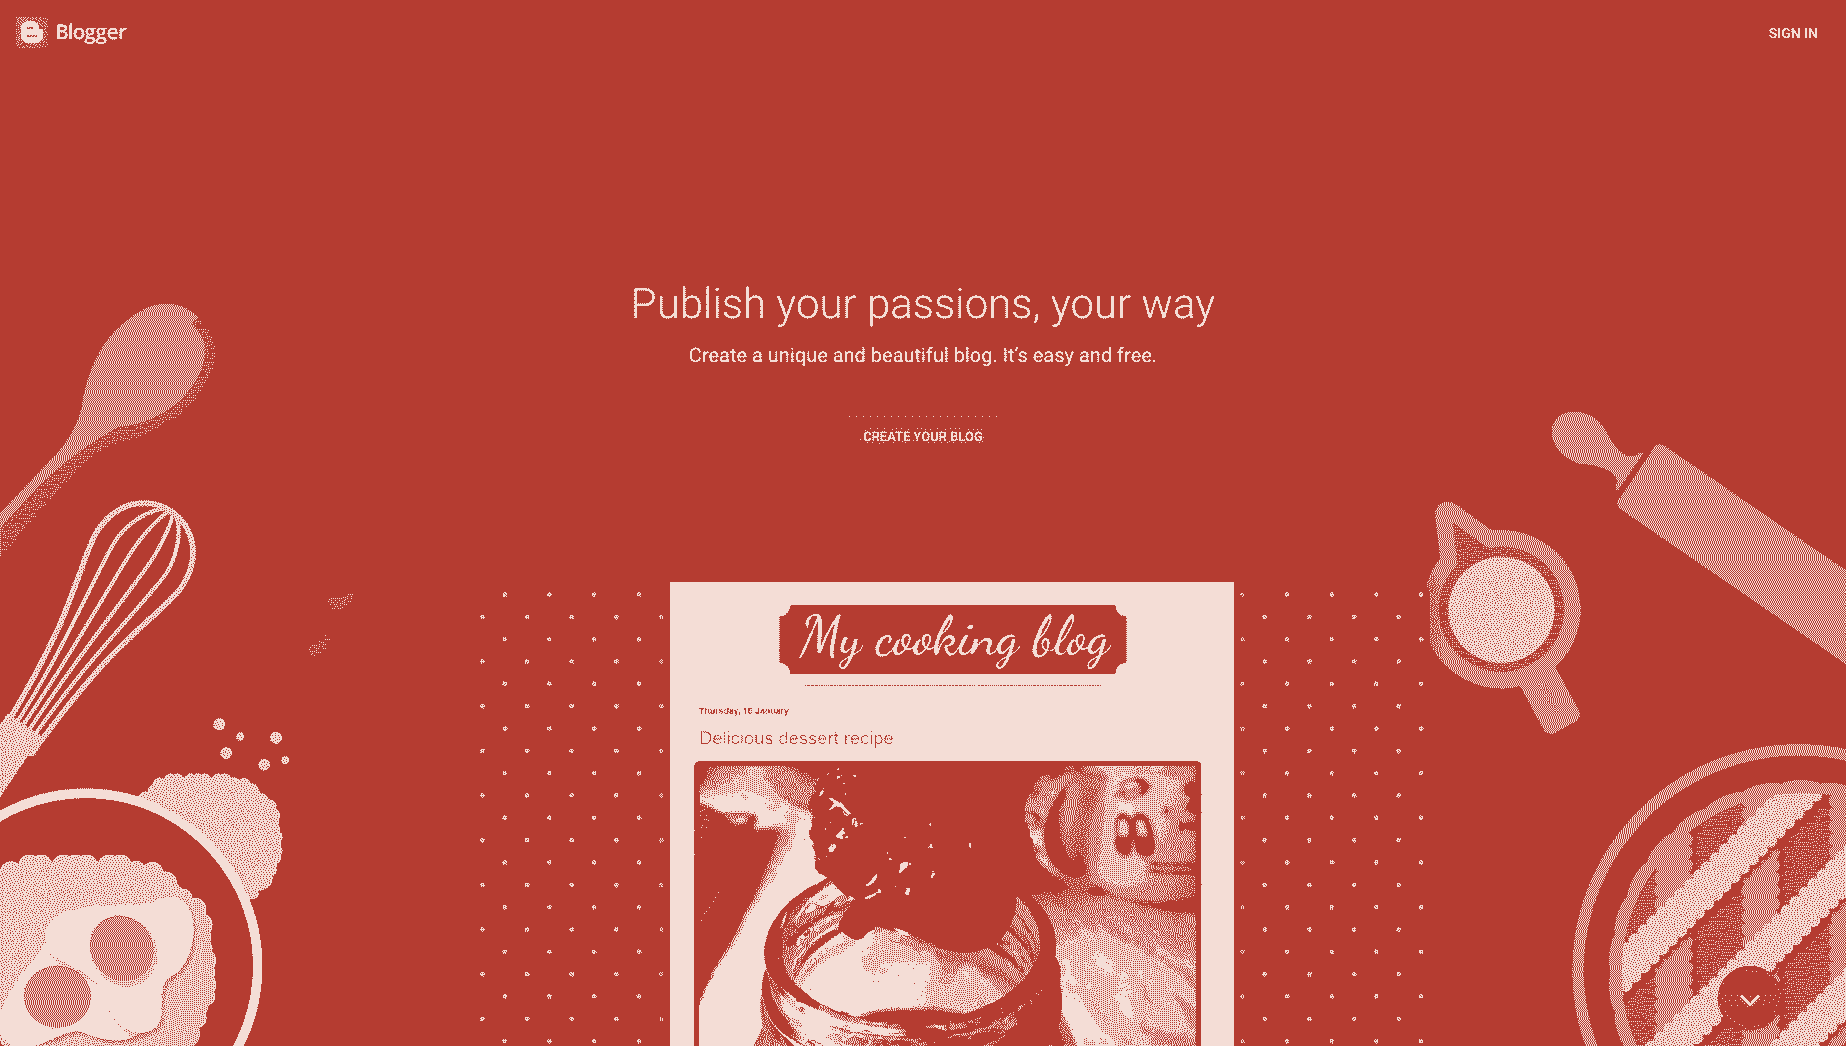 Blogger
SIGN IN
Publish your passions, your way
Create a unique and beautiful blog. It's easy and free.
CREATE YOUR BLOG
My cooking blog
Thursday, 16 January
Delicious dessert recipe